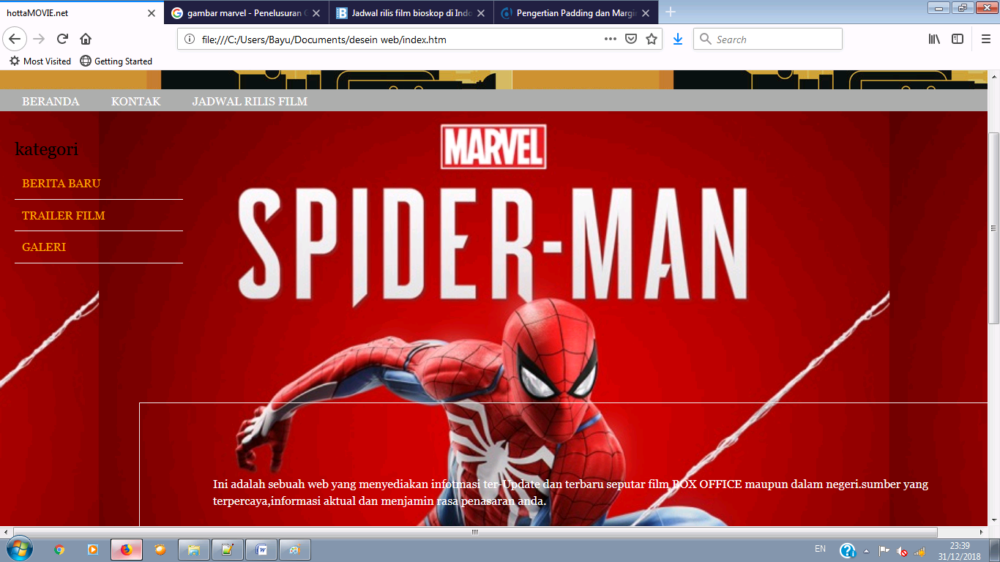 hottaMOVIE.net
gambar marvel - Penelusuran G
Jadwal rilis film bioskop di Indo
Pengertian Padding dan Margin
file:///C:/Users/Bayu/Documents/desein web/index.htm
Search
Most Visited
Getting Started
BERANDA KONTAK JADWAL RILIS FILM
MARVEL
SPIDER-MAN
kategori
BERITA BARU
TRAILER FILM
GALERI
Ini adalah sebuah web yang menyediakan infotmasi ter-Update dan terbaru seputar film BOX OFFICE maupun dalam negeri.sumber yang
terpercaya,informasi aktual dan menjamin rasa penasaran anda.
EN
23:39
31/12/2018